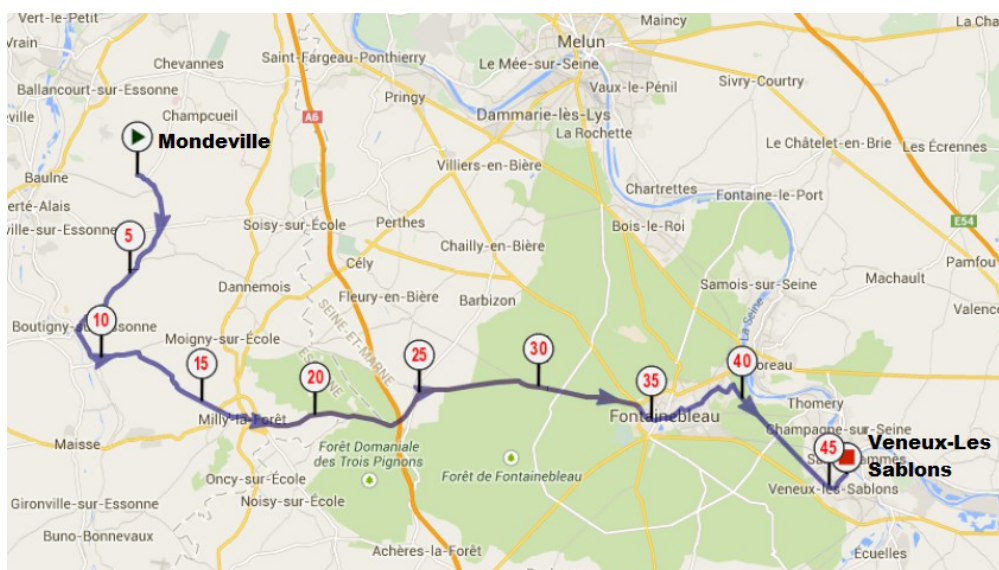 Vert-le-Petit
Vrain
Chevannes
Saint-Fargeau-Ponthierry
Melun
Maincy
Le Mée-sur-Seine
Vaux-le-Pénil
Sivry-Courtry
Ballancourt-sur-Essonne
Pringy
Champcueil
A6
Dammarie-lès-Lys
La Rochette
Mondeville
Le Châtelet-en-Brie
Les Écrennes
Baulne
Villiers-en-Bière
Chartrettes
Fontaine-le-Port
erté-Alais
ville-sur-Essonne
Soisy-sur-École
Perthes
Bois-le-Roi
E54
5
Chailly-en-Bière
Pamfou
Cély
Machault
Dannemois
Fleury-en-Bière
Barbizon
Samois-sur-Seine
La Seine
Valence
SEINE-ET-MARNE
10
Moigny-sur-École
15
20
25
30
35
40
Thomery
Milly-la-Forêt
Fontainebleau
Champagne-sur-Seine
Maisse
Forêt Domaniale
des Trois Pignons
Forêt de Fontainebleau
45
Veneux-Les
Sablons
Oncy-sur-École
Veneux-les-Sablons
Gironville-sur-Essonne
Noisy-sur-École
Buno-Bonnevaux
Achères-la-Forêt
Écuelles